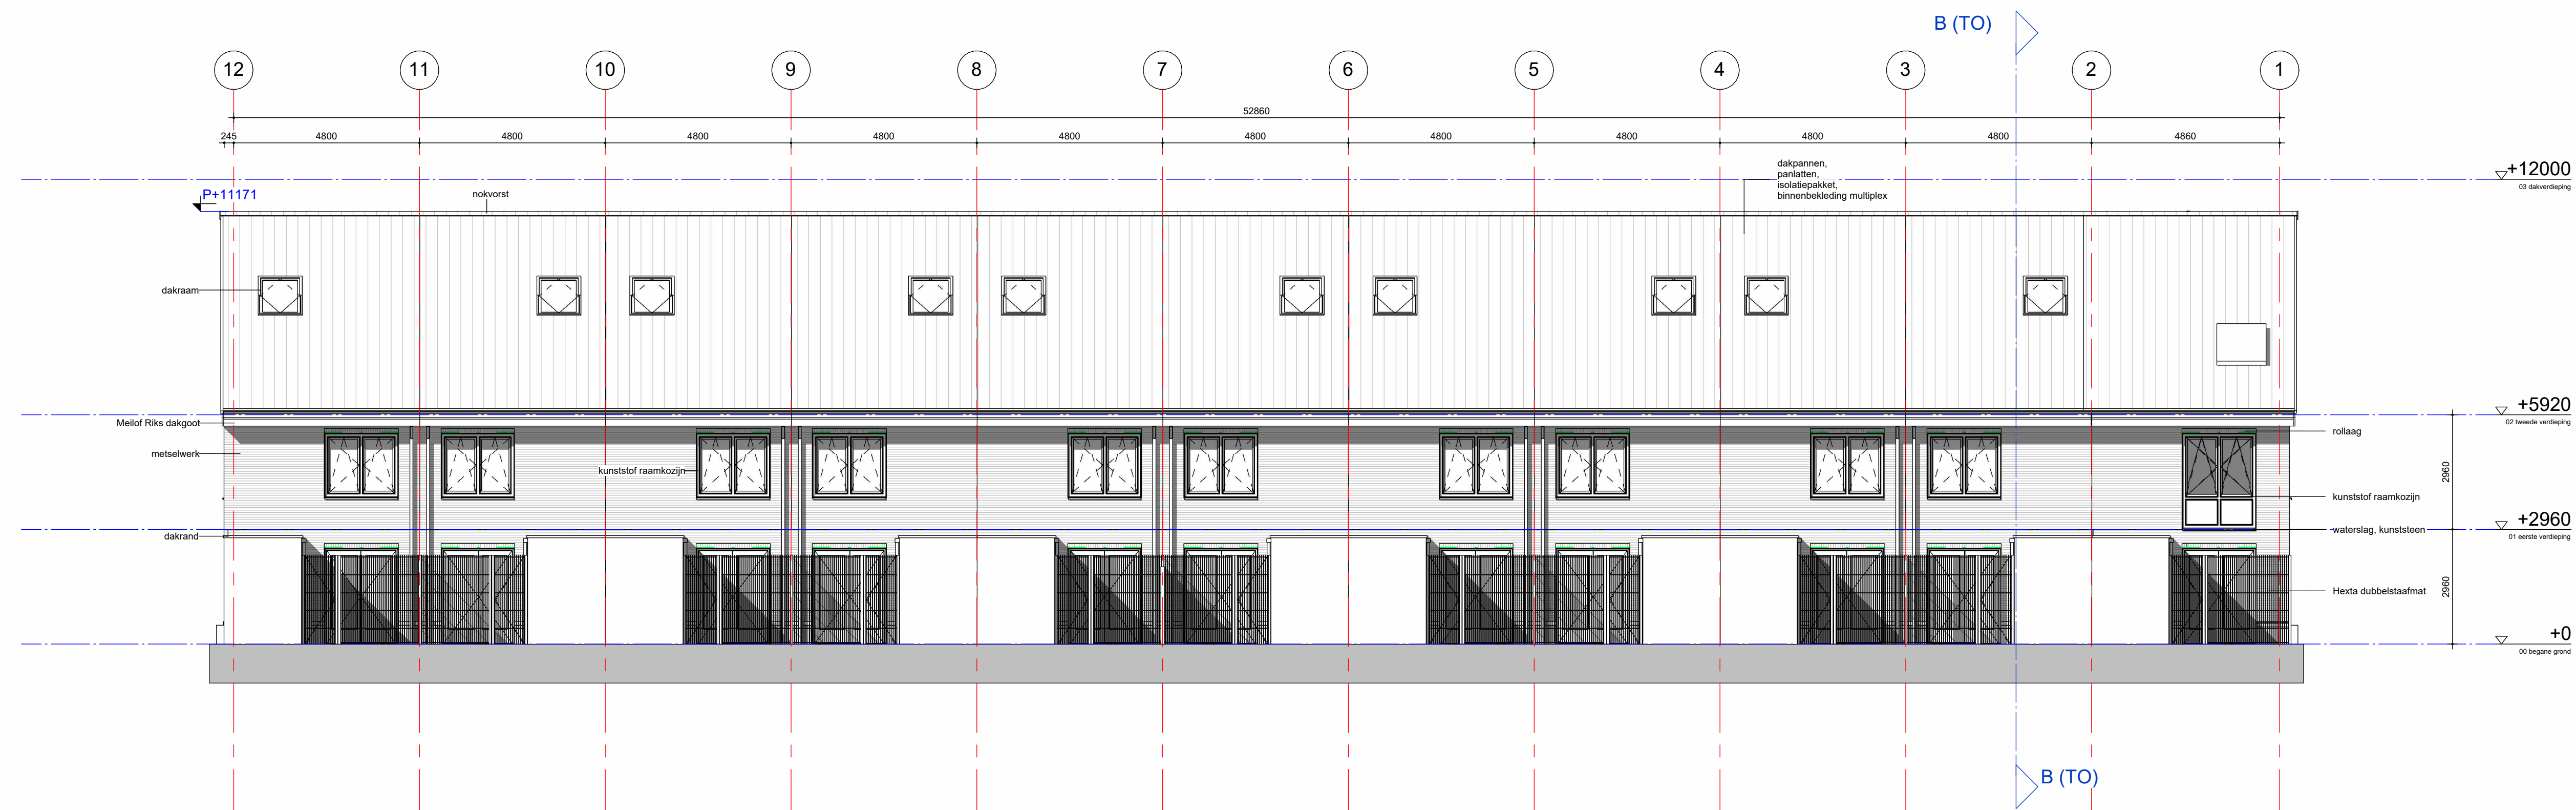 B (TO)
12
11
10
9
8
7
6
5
4
3
2
1
52860
245
4800
4800
4800
4800
4800
4800
4800
4800
4800
4800
4860
dakpannen,
panlatten,
isolatiepakket,
binnenbekleding multiplex
+12000
03 dakverdieping
P+11171
nokvorst
dakraam
+5920
02 tweede verdieping
Meilof Riks dakgoot
rollaag
metselwerk
kunststof raamkozijn
2960
kunststof raamkozijn
+2960
01 eerste verdieping
waterslag, kunststeen
dakrand
2960
Hexta dubbelstaafmat
+0
00 begane grond
B (TO)